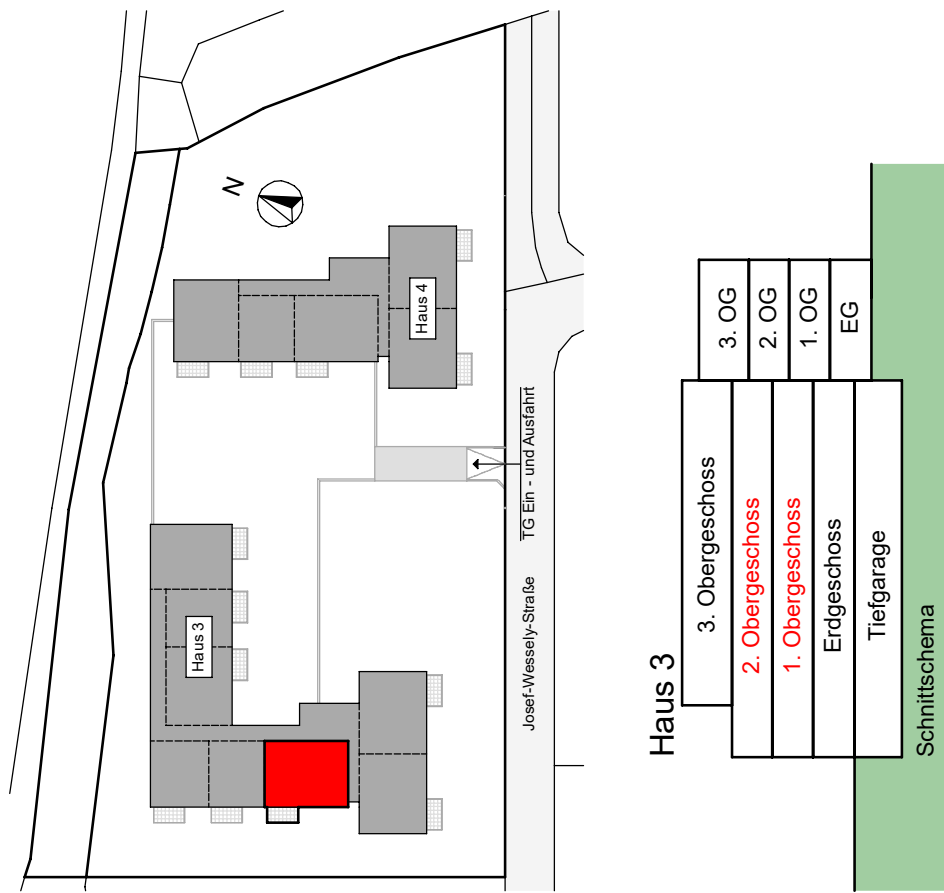 N
Haus 4
Haus 3
TG Ein - und Ausfahrt
Josef-Wessely-Straße
Haus 3
3. Obergeschoss
2. Obergeschoss
1. Obergeschoss
Erdgeschoss
Tiefgarage
3. OG
2. OG
1. OG
EG
Schnittschema